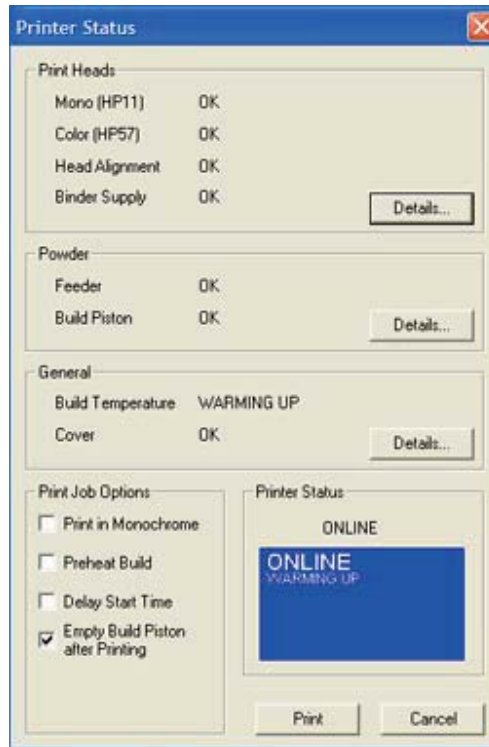 Printer Status
Print Heads
Mono (HP11) OK
Color (HP57) OK
Head Alignment OK
Binder Supply OK
Details...
Powder
Feeder OK
Build Piston OK
Details...
General
Build Temperature WARMING UP
Cover OK
Details...
Print Job Options
Print in Monochrome
Preheat Build
Delay Start Time
Empty Build Piston
after Printing
Printer Status
ONLINE
ONLINE
WARMING UP
Print Cancel